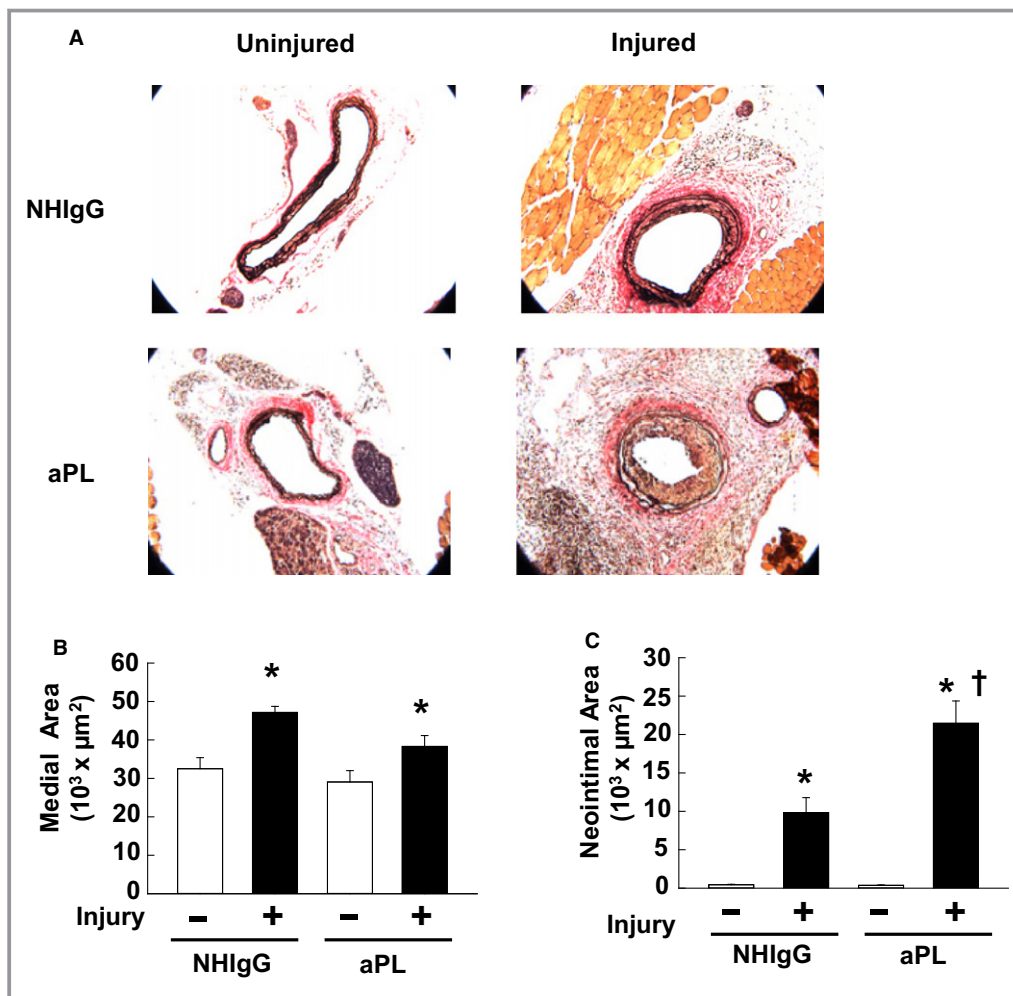 A
Uninjured Injured
NHIgG
aPL
B
Medial Area
(10³ x µm²)
60
50
40
30
20
10
0
* *
Injury - + - +
NHIgG aPL
C
Neointimal Area
(10³ x µm²)
30
25
20
15
10
5
0
* * †
Injury - + - +
NHIgG aPL